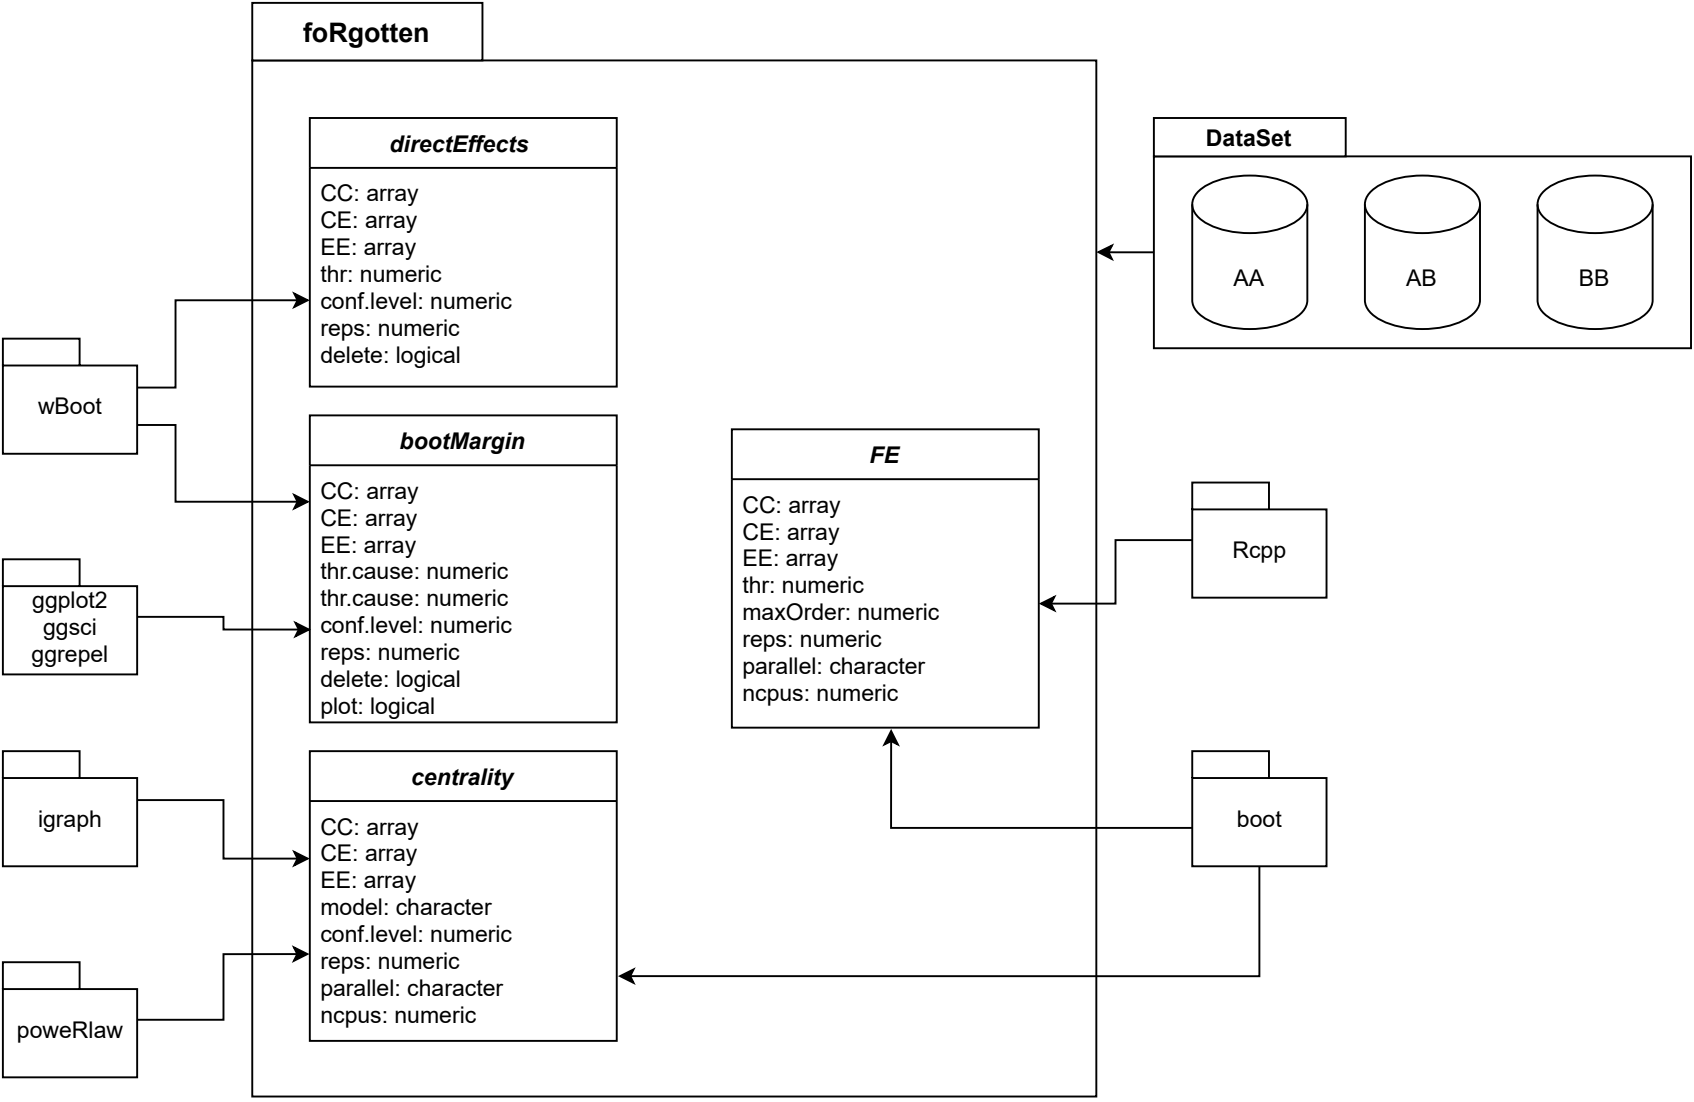 foRgotten
directEffects
CC: array
CE: array
EE: array
thr: numeric
conf.level: numeric
reps: numeric
delete: logical
bootMargin
CC: array
CE: array
EE: array
thr.cause: numeric
thr.cause: numeric
conf.level: numeric
reps: numeric
delete: logical
plot: logical
centrality
CC: array
CE: array
EE: array
model: character
conf.level: numeric
reps: numeric
parallel: character
ncpus: numeric
FE
CC: array
CE: array
EE: array
thr: numeric
maxOrder: numeric
reps: numeric
parallel: character
ncpus: numeric
wBoot
ggplot2
ggsci
ggrepel
igraph
poweRlaw
DataSet
AA
AB
BB
Rcpp
boot